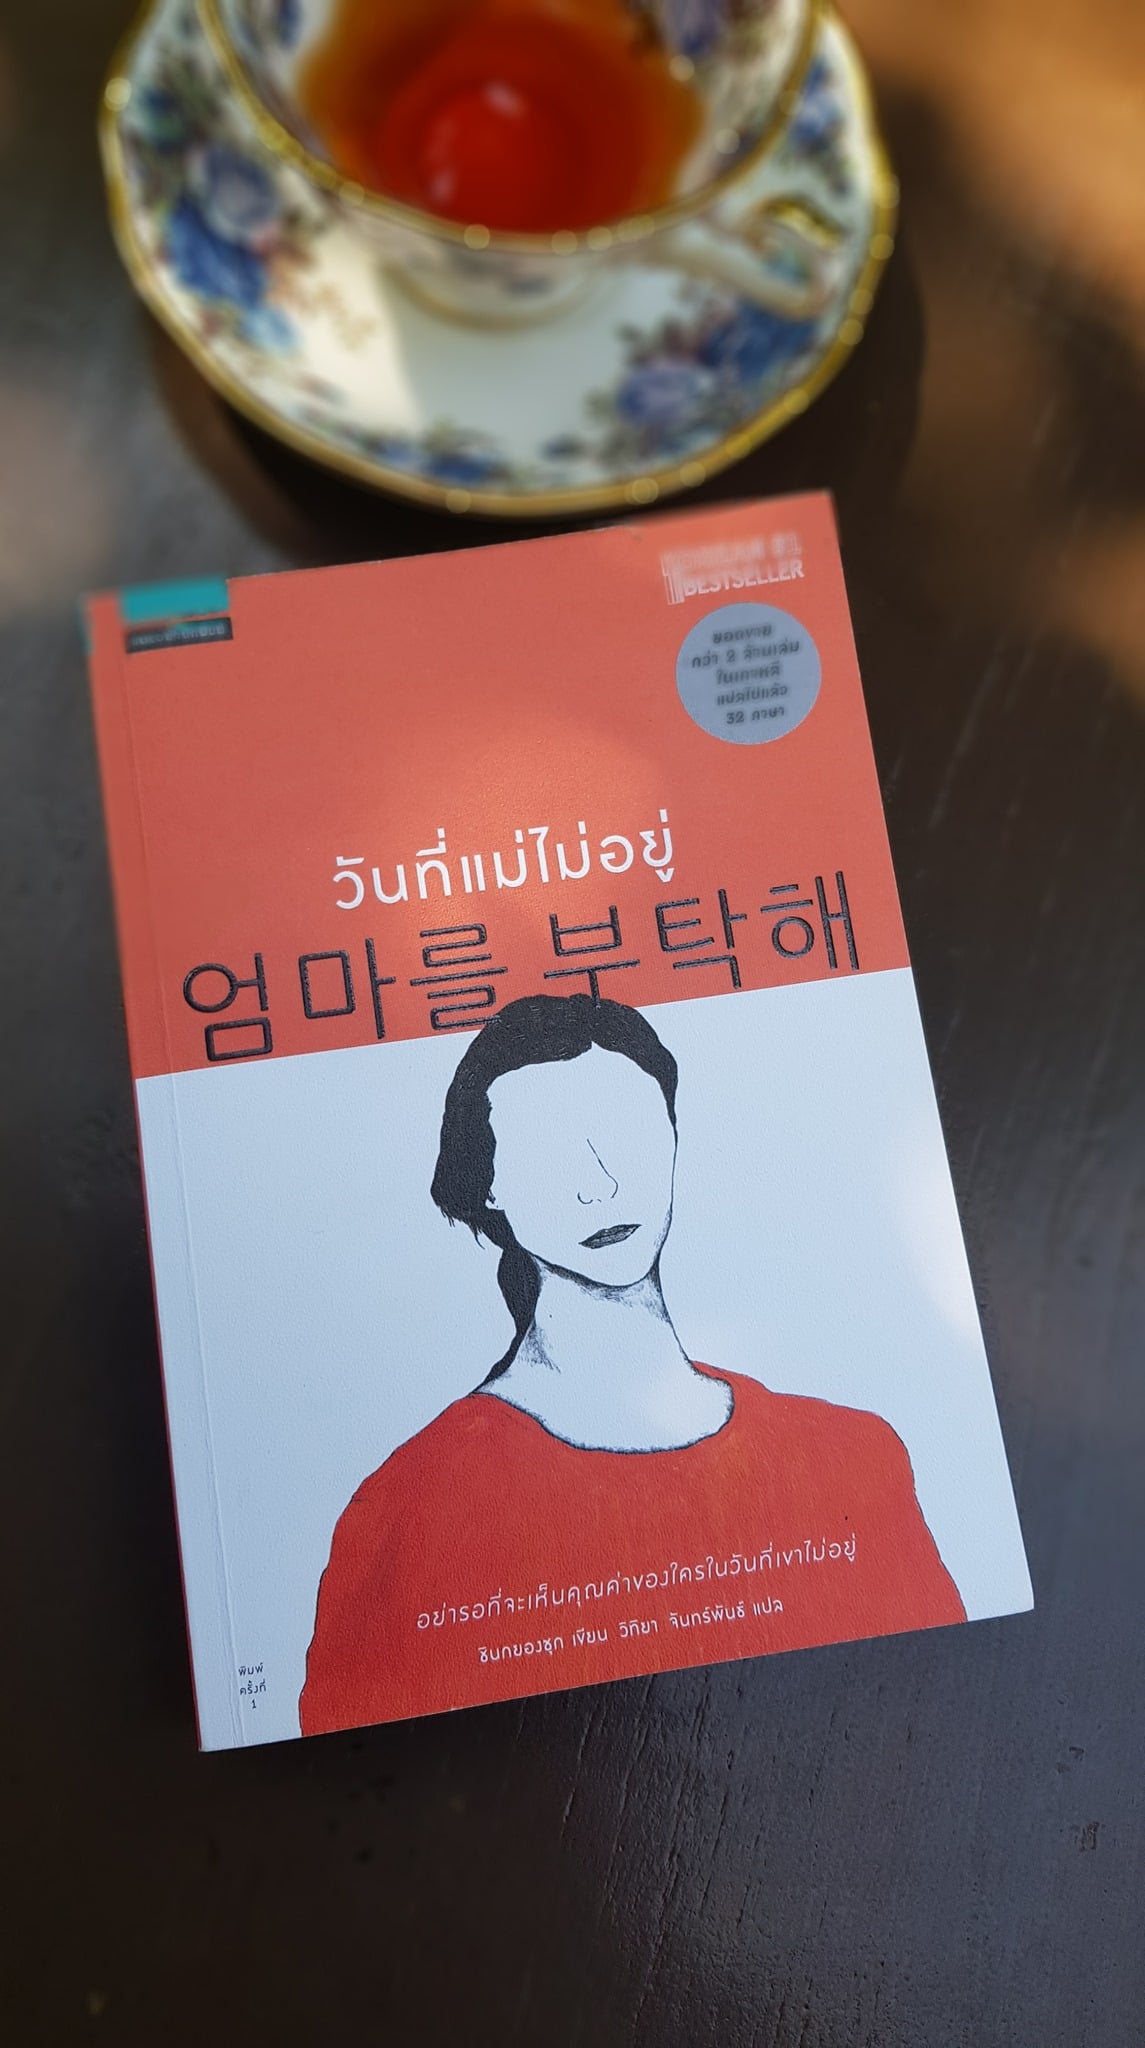 KOREAN #1
BESTSELLER
ยอดขาย
กว่า 2 ล้านเล่ม
ในเกาหลี
แปลไปแล้ว
32 ภาษา
วันที่แม่ไม่อยู่
엄마를 부탁해
อย่ารอที่จะเห็นคุณค่าของใครในวันที่เขาไม่อยู่
ชินกยองซุก เขียน วิทิยา จันทร์พันธ์ แปล
พิมพ์
ครั้งที่
1